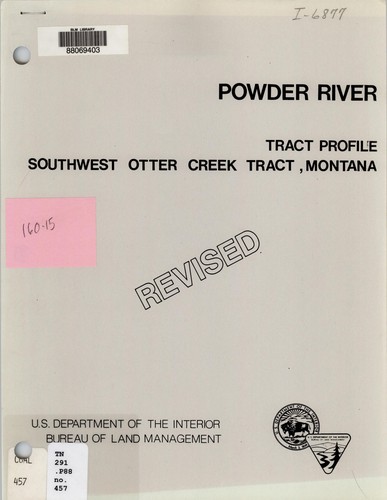 I-6877
BLM LIBRARY
88069403
POWDER RIVER
TRACT PROFILE
SOUTHWEST OTTER CREEK TRACT, MONTANA
160-15
REVISED
U.S. DEPARTMENT OF THE INTERIOR
BUREAU OF LAND MANAGEMENT
COAL
457
TN
291
.P88
no.
457